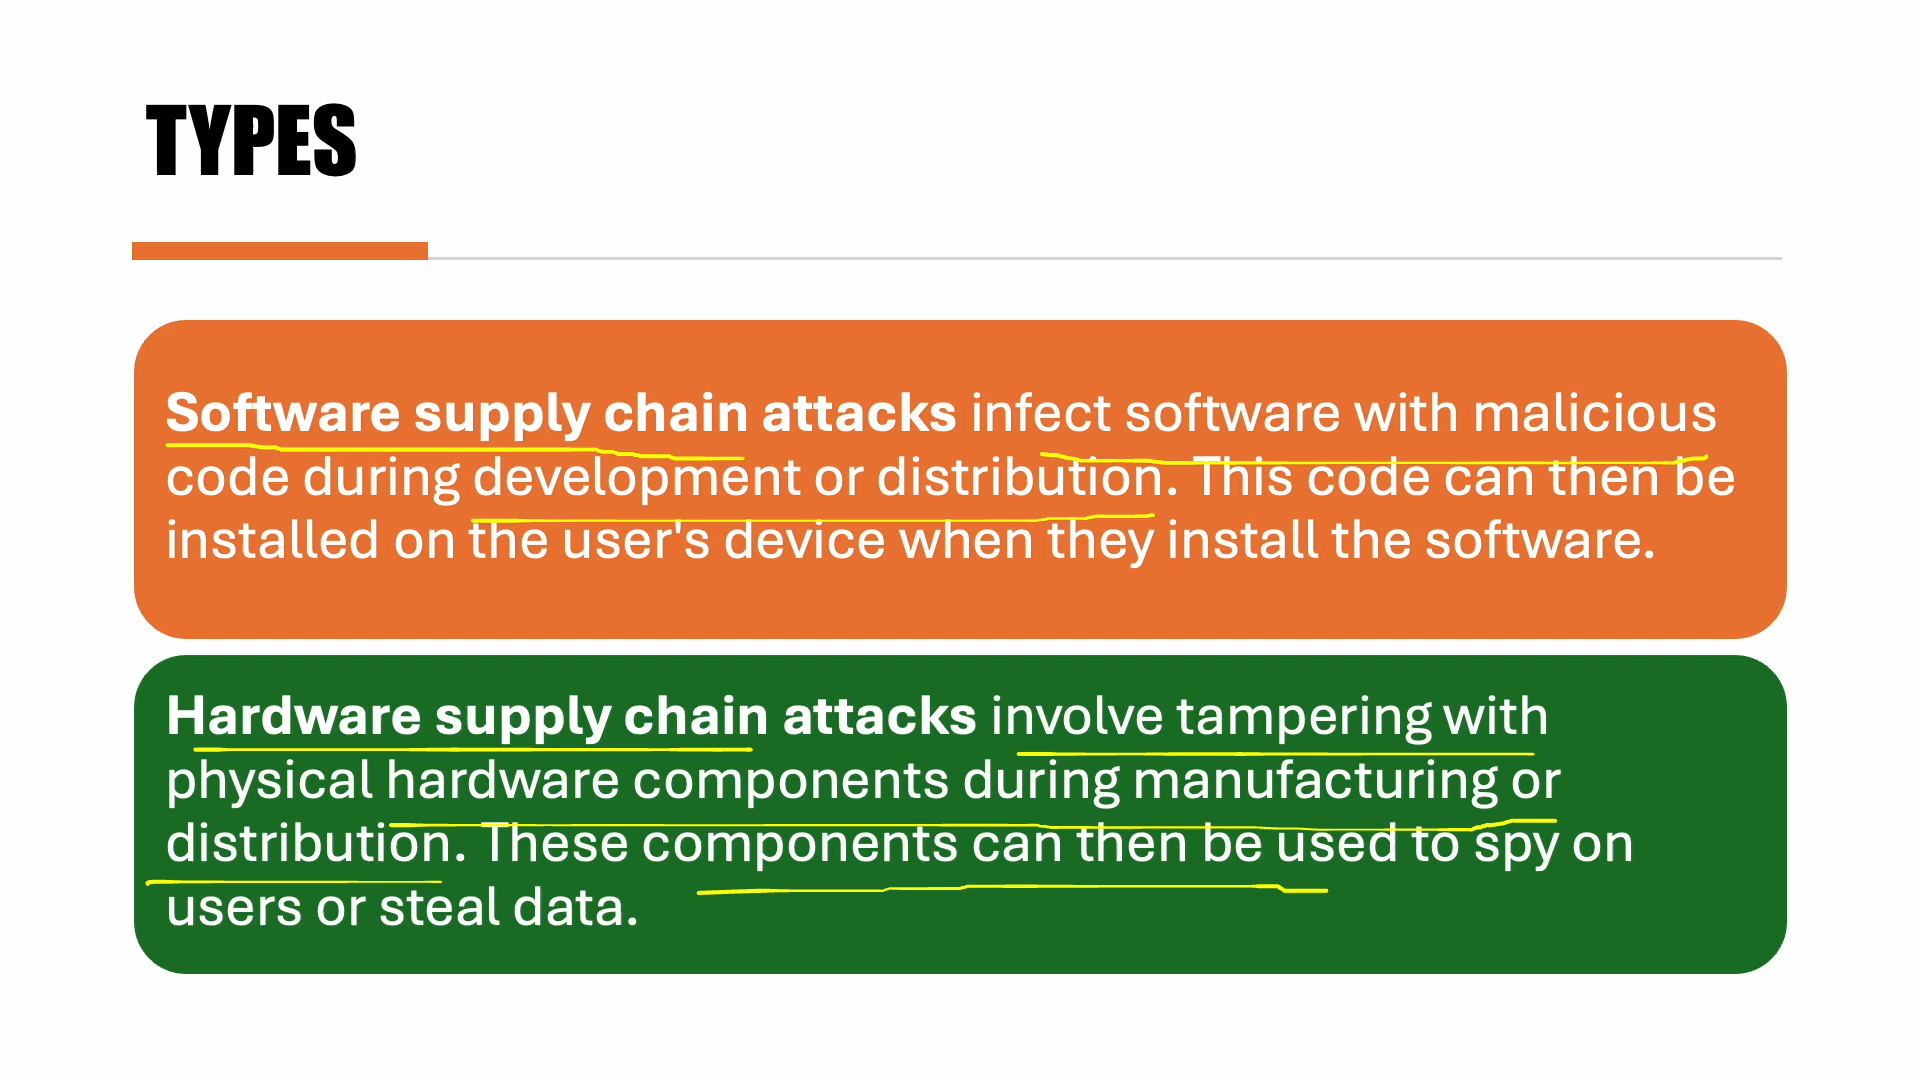 TYPES
Software supply chain attacks infect software with malicious
code during development or distribution. This code can then be
installed on the user's device when they install the software.
Hardware supply chain attacks involve tampering with
physical hardware components during manufacturing or
distribution. These components can then be used to spy on
users or steal data.